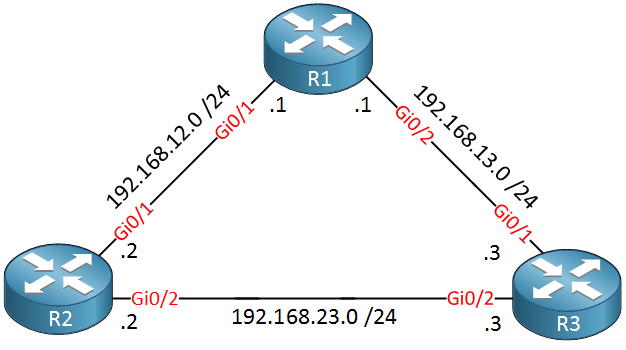 R1
.1
.1
192.168.12.0 /24
Gi0/1
Gi0/2
192.168.13.0 /24
Gi0/1
.2
Gi0/1
.3
R2
Gi0/2
.2
192.168.23.0 /24
Gi0/2
.3
R3